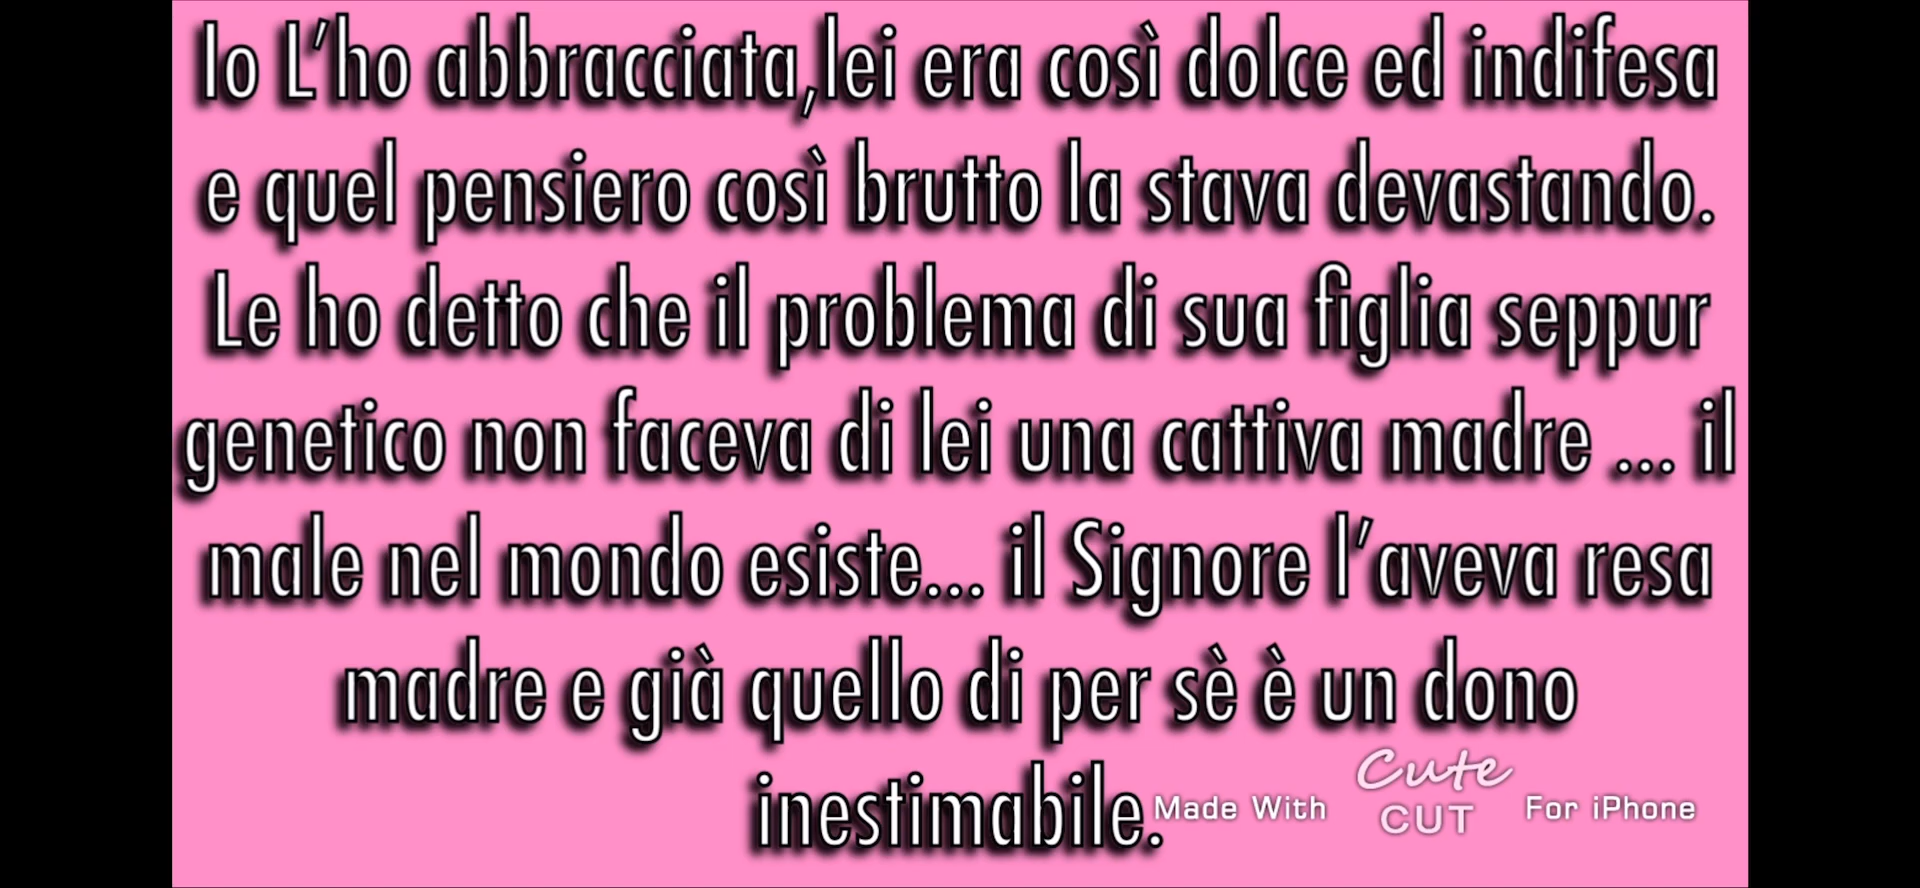 Io L’ho abbracciata,lei era così dolce ed indifesa
e quel pensiero così brutto la stava devastando.
Le ho detto che il problema di sua figlia seppur
genetico non faceva di lei una cattiva madre ... il
male nel mondo esiste... il Signore l’aveva resa
madre e già quello di per sè è un dono
inestimabile.
Made With Cute CUT For iPhone